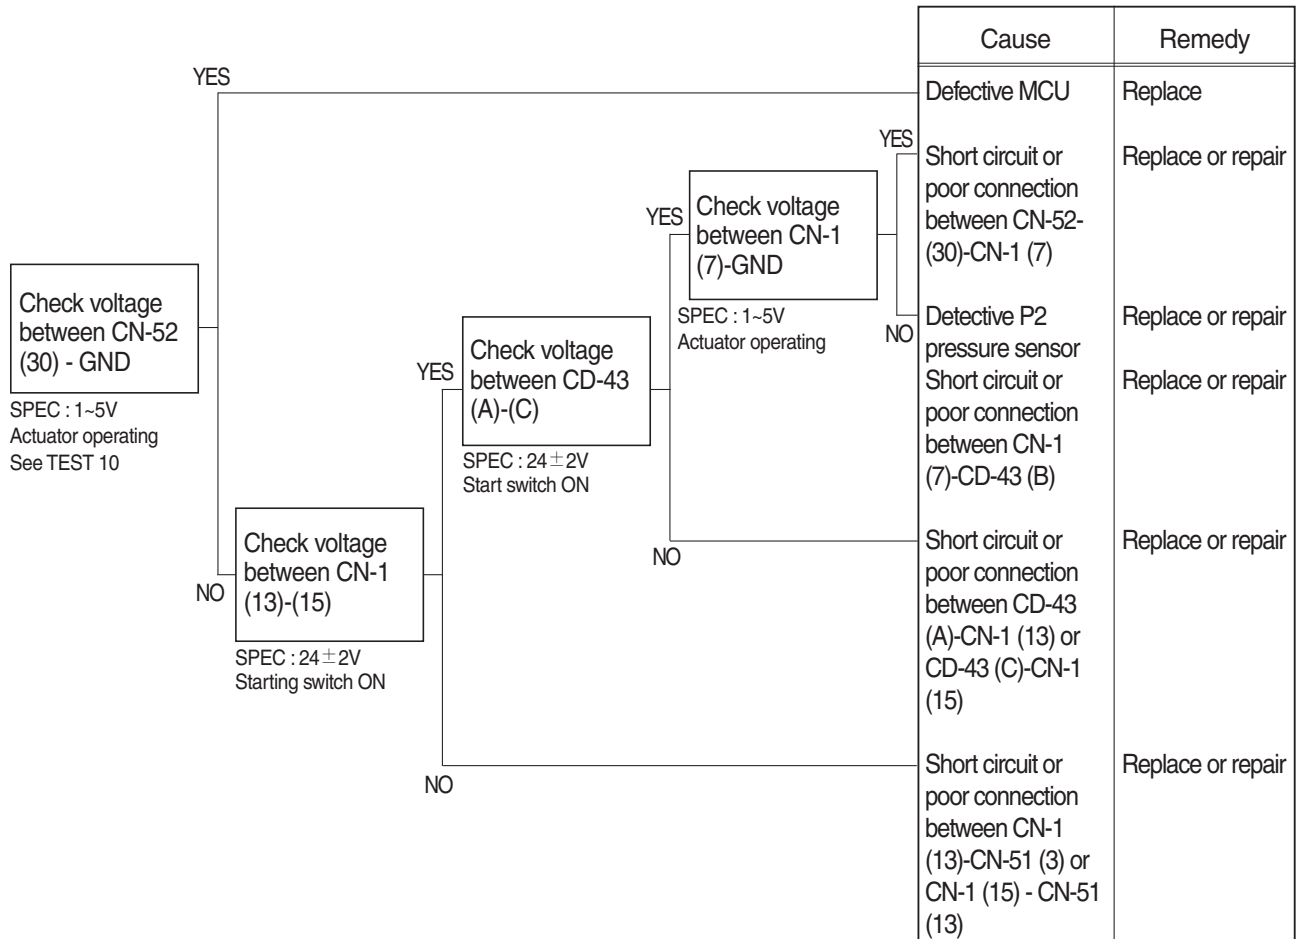 Cause
Remedy
YES
Defective MCU
Replace
YES
Short circuit or
poor connection
between CN-52-
(30)-CN-1 (7)
Replace or repair
YES
Check voltage
between CN-1
(7)-GND
SPEC : 1~5V
Actuator operating
NO
Detective P2
pressure sensor
Replace or repair
Short circuit or
poor connection
between CN-1
(7)-CD-43 (B)
Replace or repair
Check voltage
between CN-52
(30) - GND
SPEC : 1~5V
Actuator operating
See TEST 10
YES
Check voltage
between CD-43
(A)-(C)
SPEC : 24±2V
Start switch ON
NO
Short circuit or
poor connection
between CD-43
(A)-CN-1 (13) or
CD-43 (C)-CN-1
(15)
Replace or repair
NO
Check voltage
between CN-1
(13)-(15)
SPEC : 24±2V
Starting switch ON
NO
Short circuit or
poor connection
between CN-1
(13)-CN-51 (3) or
CN-1 (15) - CN-51
(13)
Replace or repair